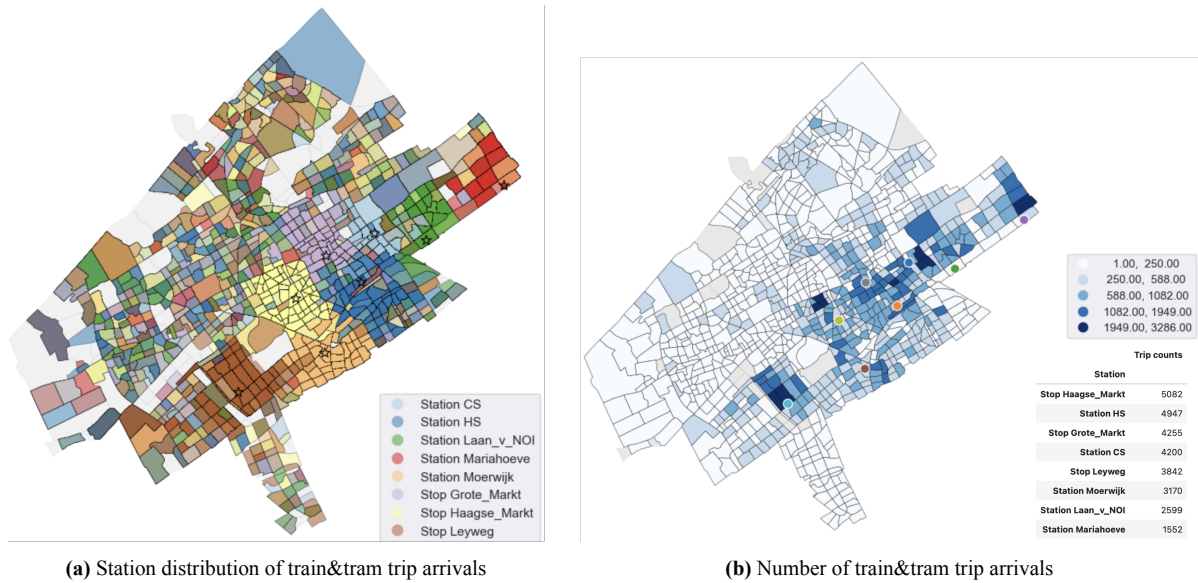 Station CS
Station HS
Station Laan_v_NOI
Station Mariahoeve
Station Moerwijk
Stop Grote_Markt
Stop Haagse_Markt
Stop Leyweg
(a) Station distribution of train&tram trip arrivals
1.00, 250.00
250.00, 588.00
588.00, 1082.00
1082.00, 1949.00
1949.00, 3286.00
Trip counts
Station
Stop Haagse_Markt 5082
Station HS 4947
Stop Grote_Markt 4255
Station CS 4200
Stop Leyweg 3842
Station Moerwijk 3170
Station Laan_v_NOI 2599
Station Mariahoeve 1552
(b) Number of train&tram trip arrivals